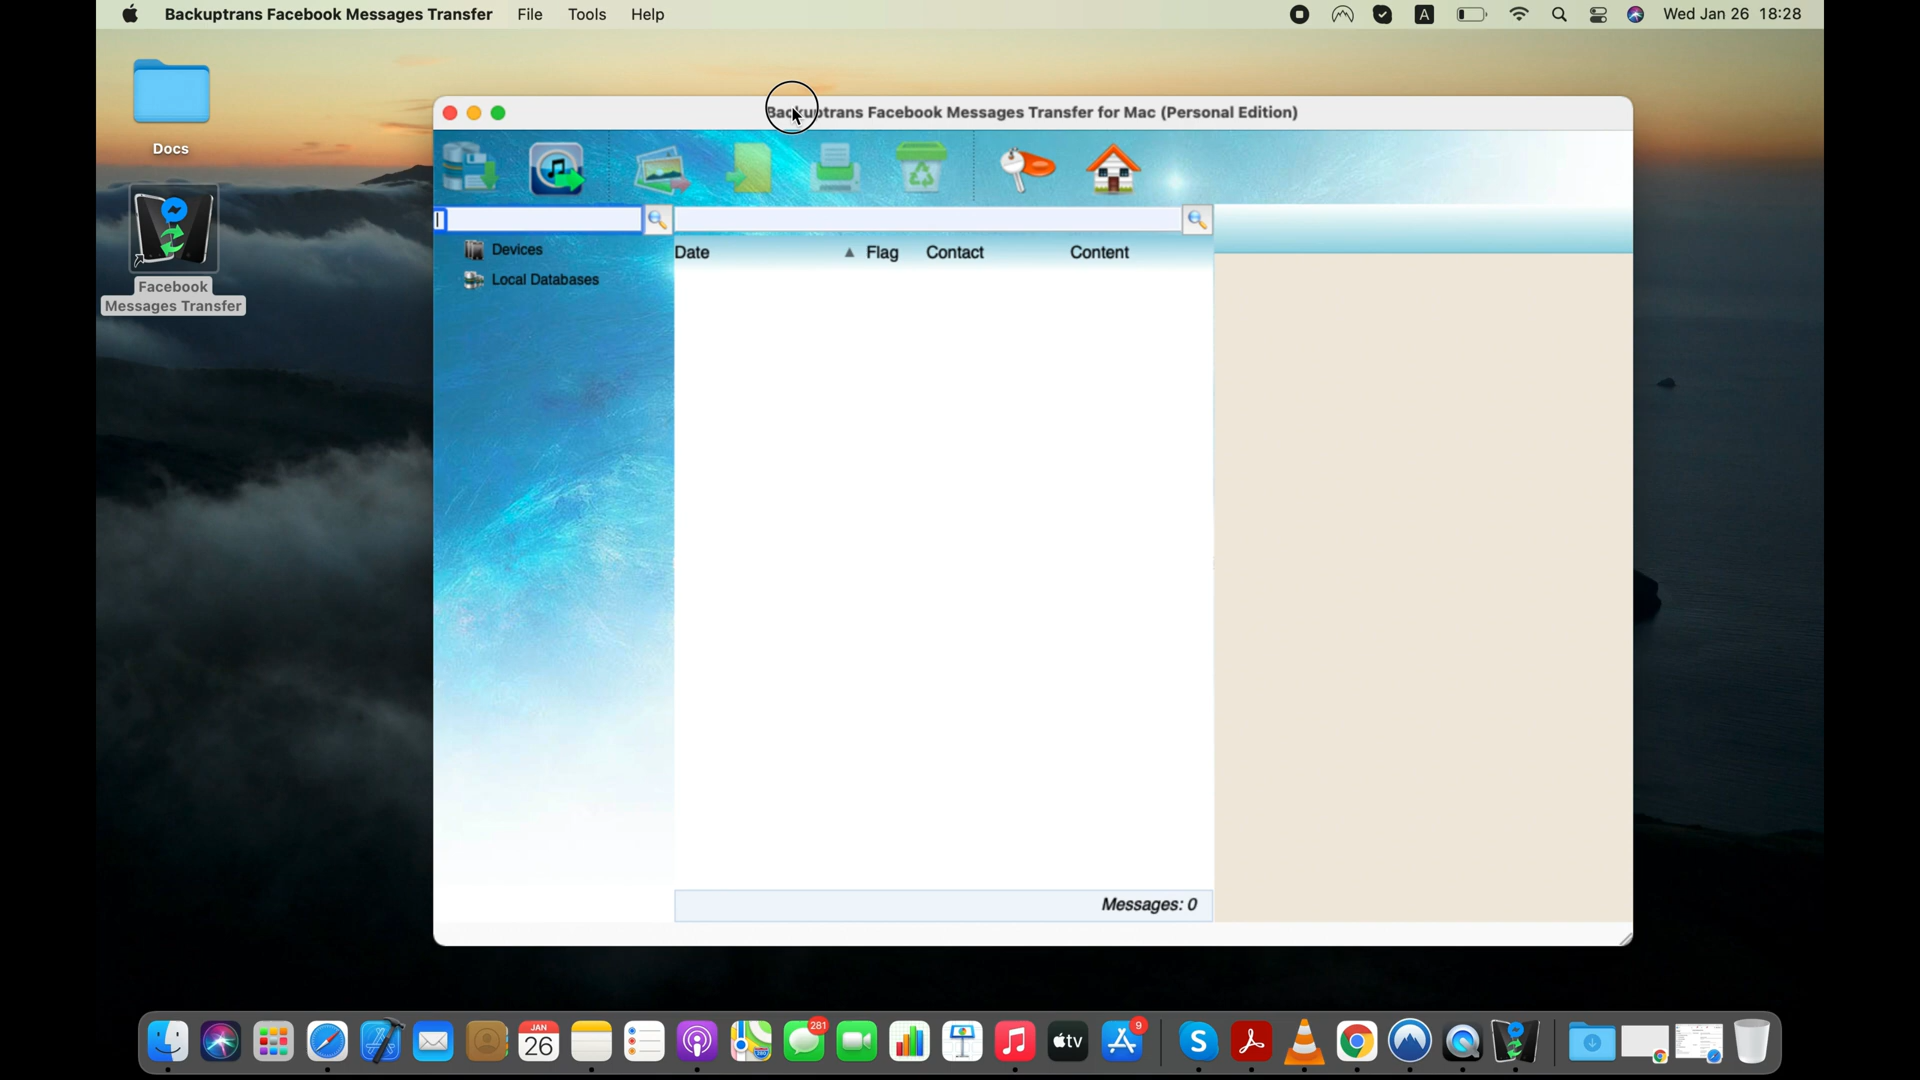 Backuptrans Facebook Messages Transfer File Tools Help A Wed Jan 26 18:28
Docs
Facebook
Messages Transfer
Backuptrans Facebook Messages Transfer for Mac (Personal Edition)
Devices
Local Databases
Date Flag Contact Content
Messages: 0
JAN
26
281
tv
9